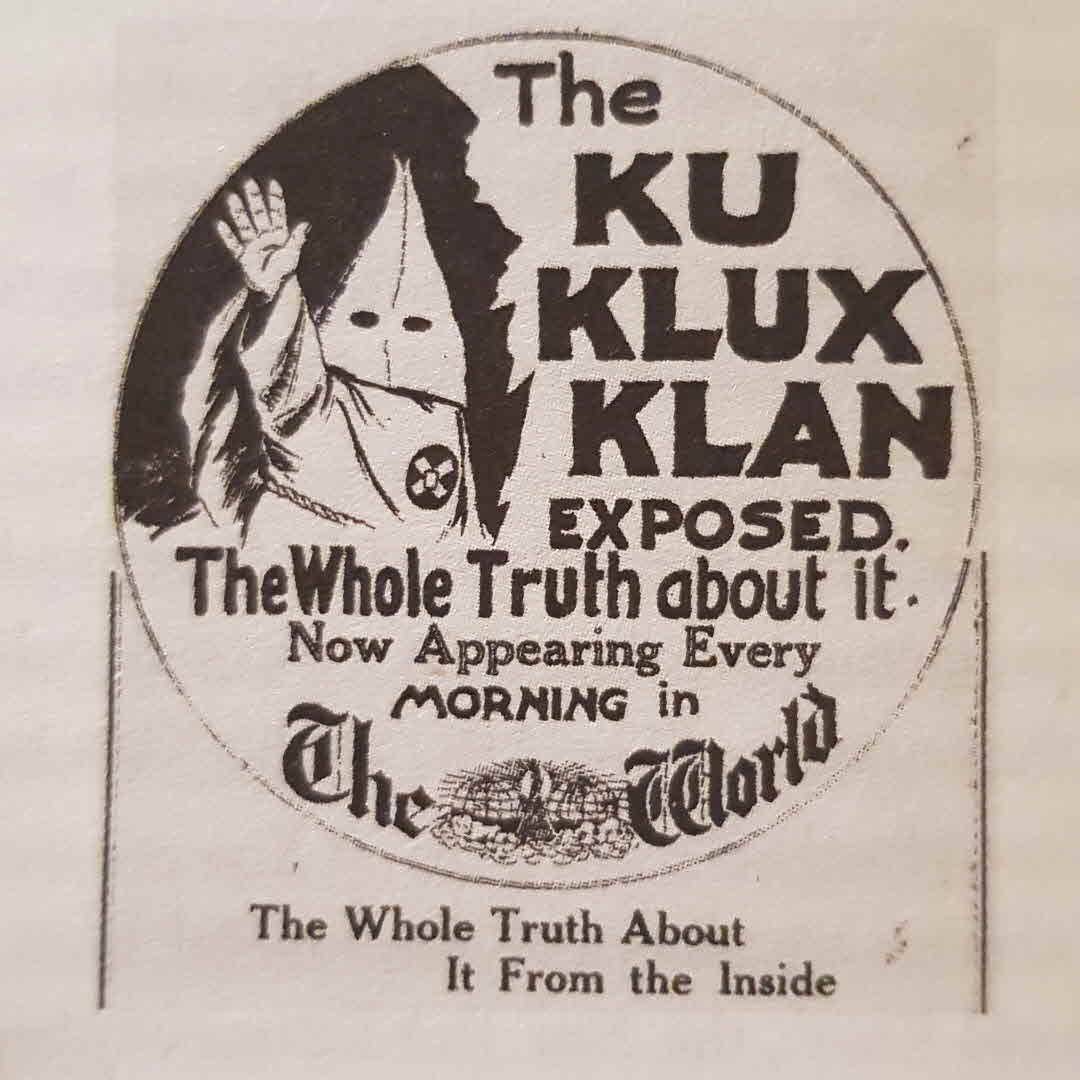 The
KU
KLUX
KLAN
EXPOSED.
The Whole Truth about it.
Now Appearing Every
MORNING in
The World
The Whole Truth About
It From the Inside